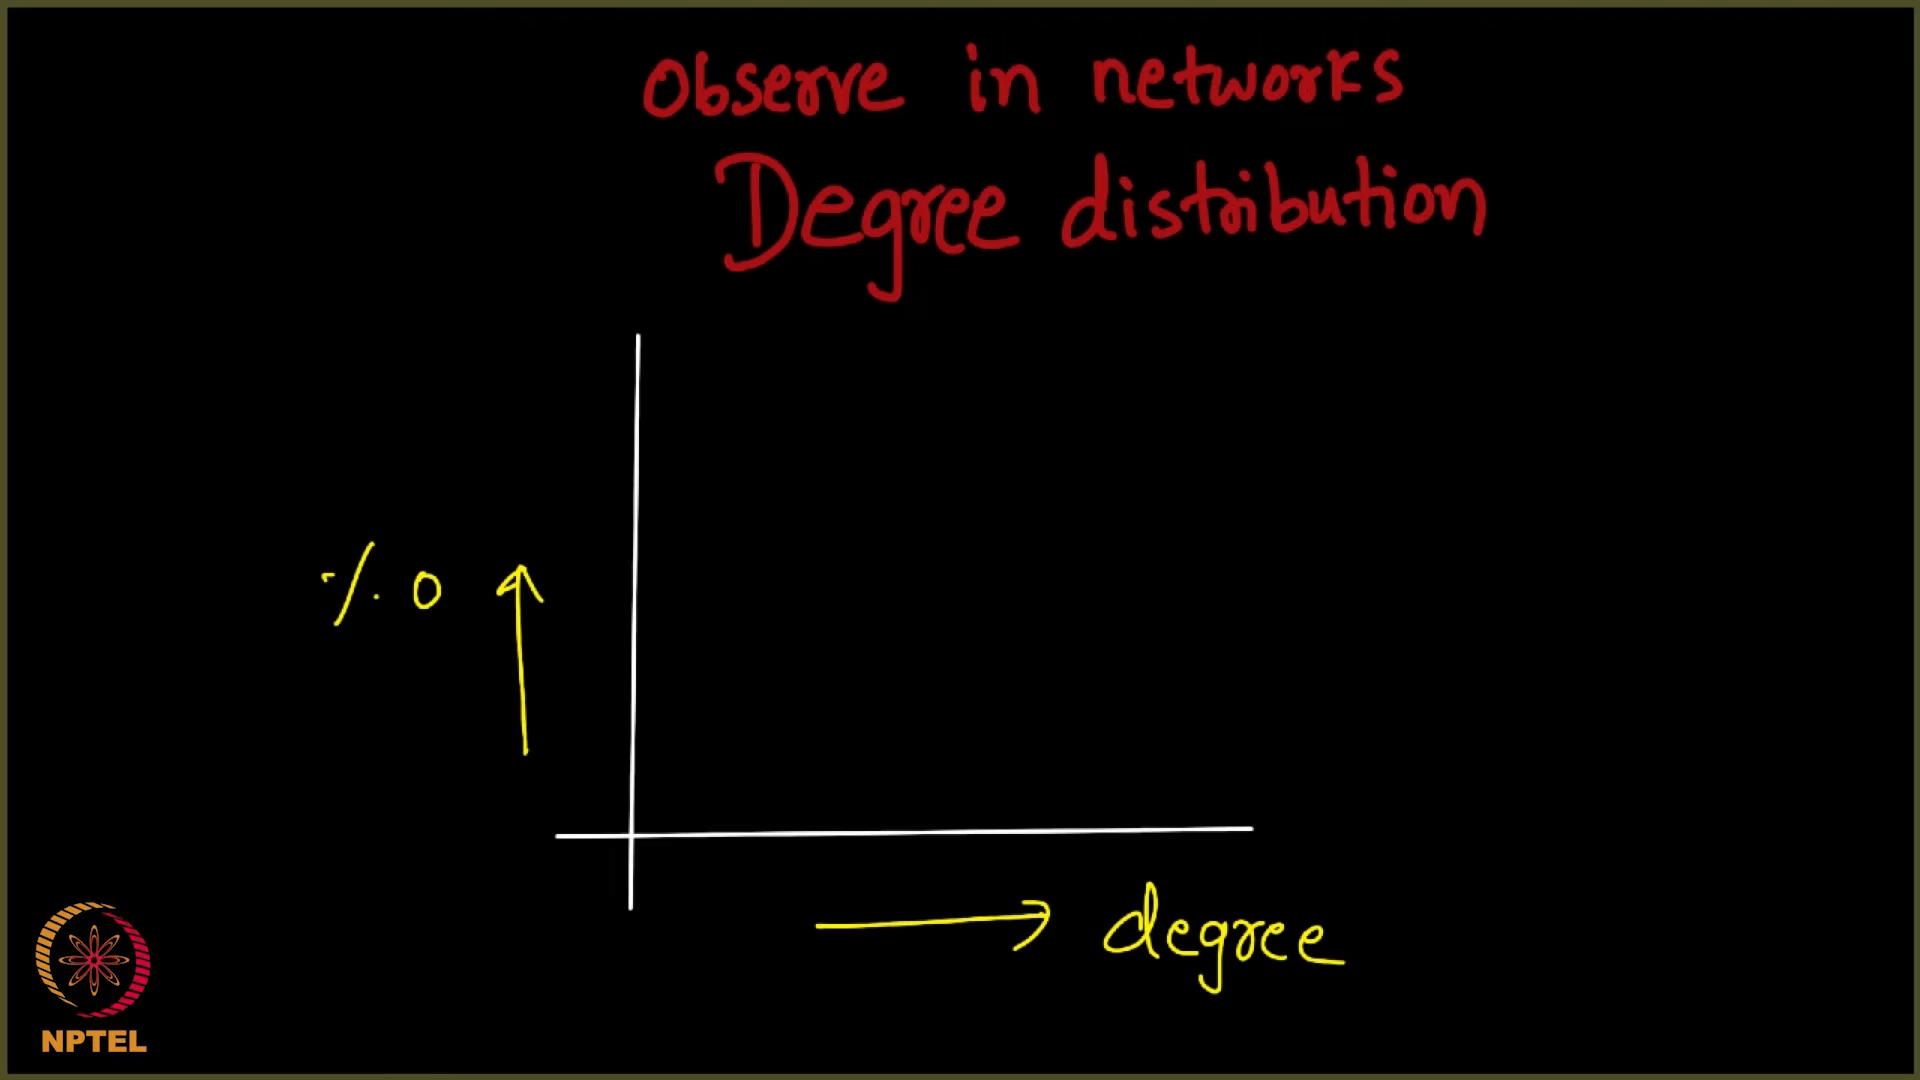 Observe in networks
Degree distribution
% o
degree
NPTEL